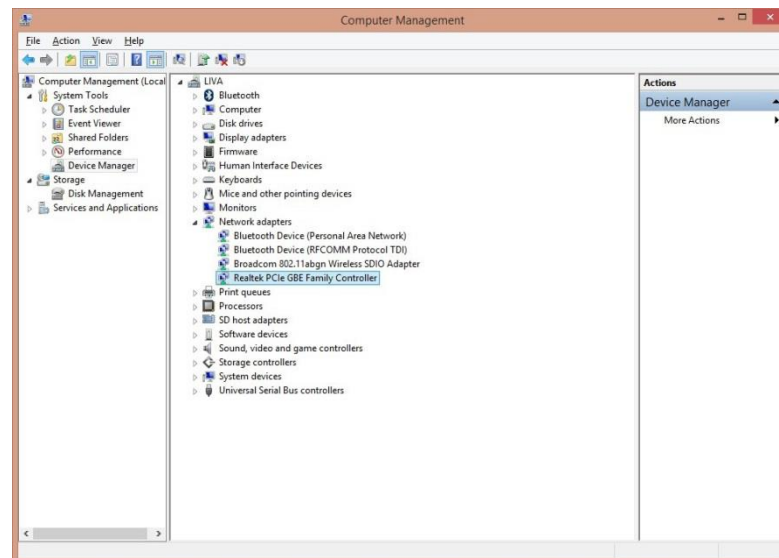 Computer Management
File Action View Help
Computer Management (Local
System Tools
Task Scheduler
Event Viewer
Shared Folders
Performance
Device Manager
Storage
Disk Management
Services and Applications
LIVA
Bluetooth
Computer
Disk drives
Display adapters
Firmware
Human Interface Devices
Keyboards
Mice and other pointing devices
Monitors
Network adapters
Bluetooth Device (Personal Area Network)
Bluetooth Device (RFCOMM Protocol TDI)
Broadcom 802.11abgn Wireless SDIO Adapter
Realtek PCIe GBE Family Controller
Print queues
Processors
SD host adapters
Software devices
Sound, video and game controllers
Storage controllers
System devices
Universal Serial Bus controllers
Actions
Device Manager
More Actions